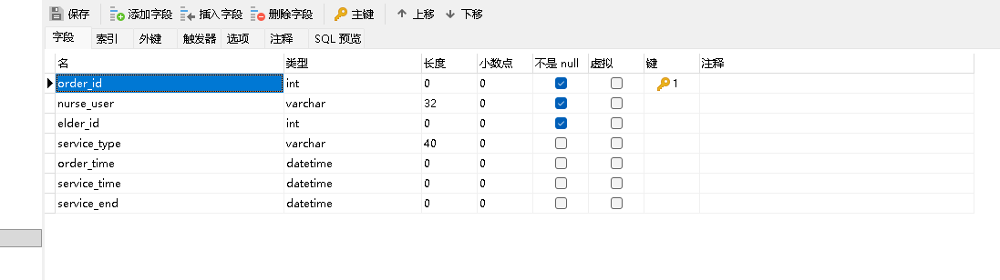 保存 添加字段 插入字段 删除字段 主键 上移 下移
字段 索引 外键 触发器 选项 注释 SQL 预览
名 类型 长度 小数点 不是 null 虚拟 键 注释
order_id int 0 0 1
nurse_user varchar 32 0
elder_id int 0 0
service_type varchar 40 0
order_time datetime 0 0
service_time datetime 0 0
service_end datetime 0 0